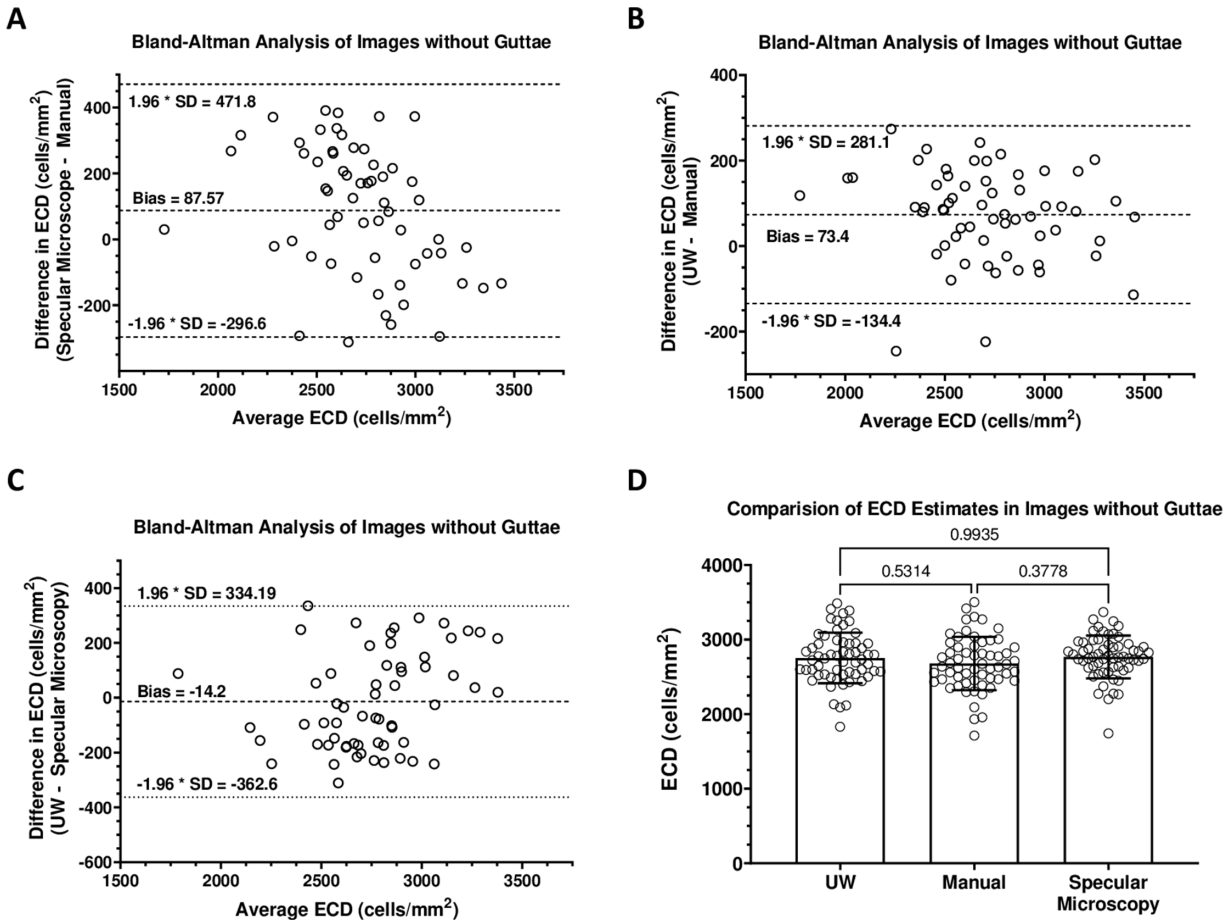 A
Bland-Altman Analysis of Images without Guttae
Difference in ECD (cells/mm²)
(Specular Microscope - Manual)
400
200
0
-200
1.96 * SD = 471.8
Bias = 87.57
-1.96 * SD = -296.6
1500 2000 2500 3000 3500
Average ECD (cells/mm²)
B
Bland-Altman Analysis of Images without Guttae
Difference in ECD (cells/mm²)
(UW - Manual)
400
200
0
-200
1.96 * SD = 281.1
Bias = 73.4
-1.96 * SD = -134.4
1500 2000 2500 3000 3500
Average ECD (cells/mm²)
C
Bland-Altman Analysis of Images without Guttae
Difference in ECD (cells/mm²)
(UW - Specular Microscopy)
400
200
0
-200
-400
-600
1.96 * SD = 334.19
Bias = -14.2
-1.96 * SD = -362.6
1500 2000 2500 3000 3500
Average ECD (cells/mm²)
D
Comparision of ECD Estimates in Images without Guttae
0.9935
0.5314 0.3778
ECD (cells/mm²)
4000
3000
2000
1000
0
UW Manual Specular
Microscopy